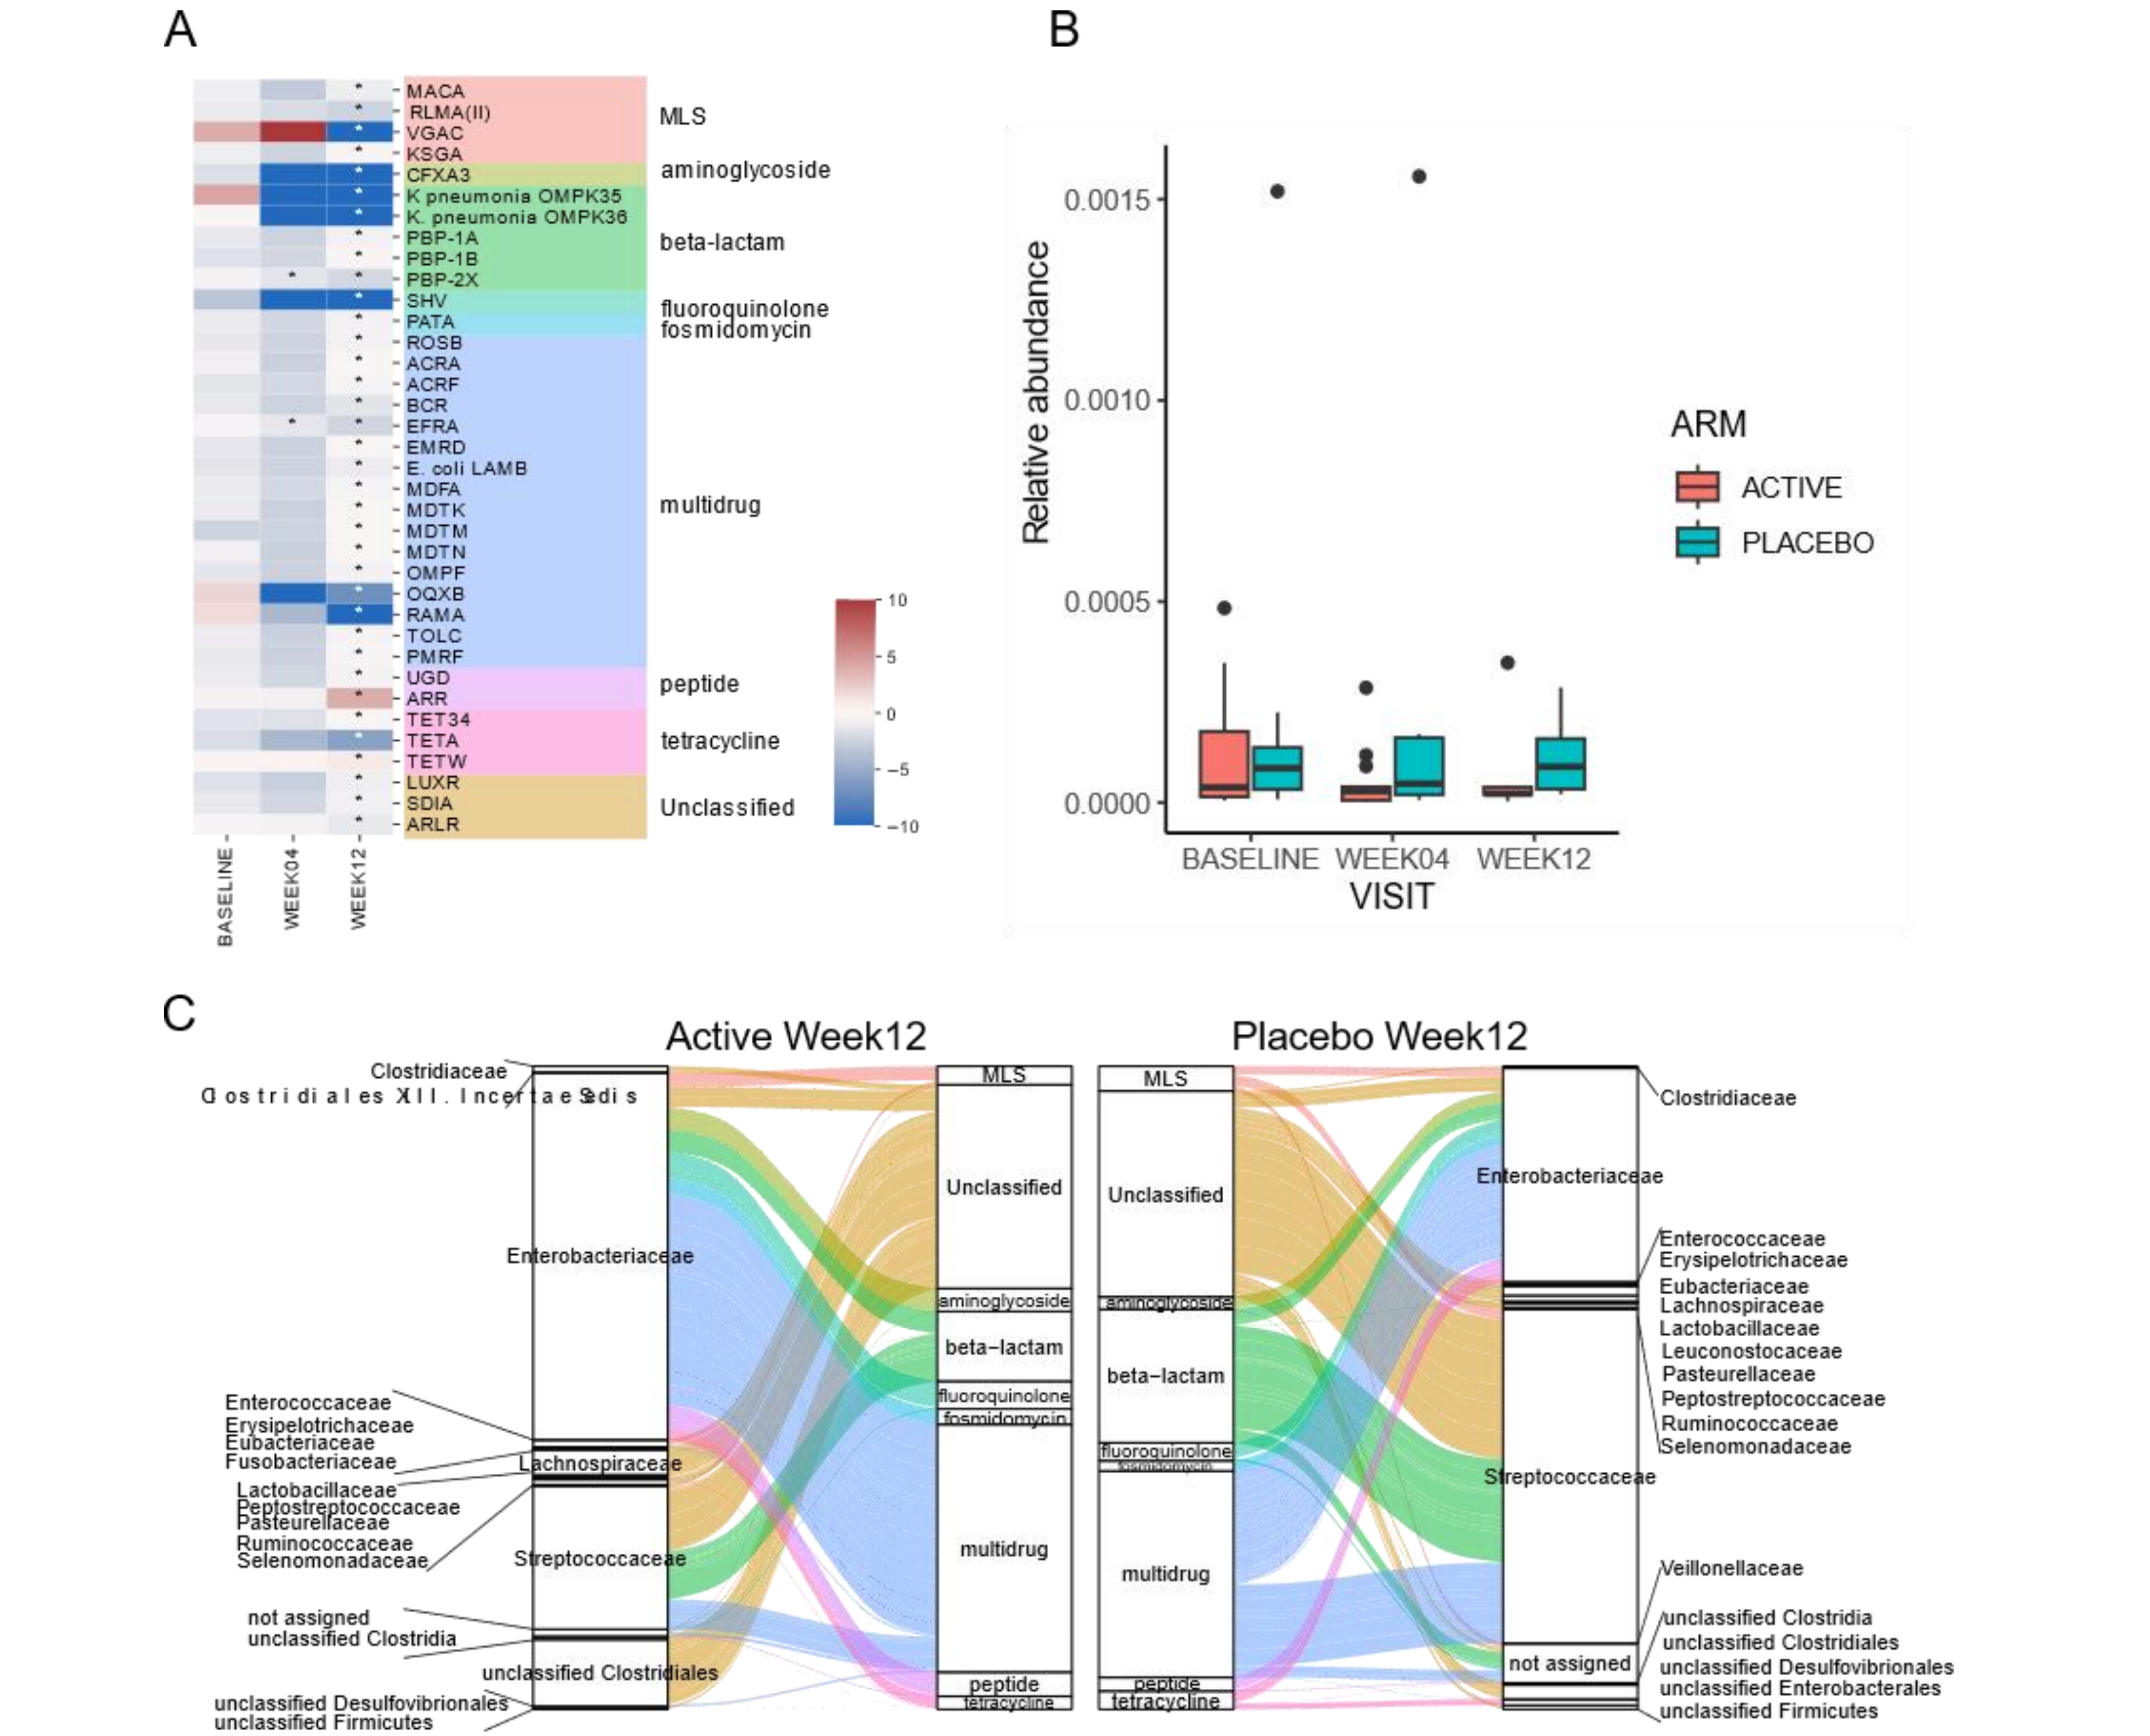 A
MACA
RLMA(II)
VGAC
KSGA
CFXA3
K pneumonia OMPK35
K. pneumonia OMPK36
PBP-1A
PBP-1B
PBP-2X
SHV
PATA
ROSB
ACRA
ACRF
BCR
EFRA
EMRD
E. coli LAMB
MDFA
MDTK
MDTM
MDTN
OMPF
OQXB
RAMA
TOLC
PMRF
UGD
ARR
TET34
TETA
TETW
LUXR
SDIA
ARLR
MLS
aminoglycoside
beta-lactam
fluoroquinolone
fosmidomycin
multidrug
peptide
tetracycline
Unclassified
10
5
0
−5
−10
BASELINE
WEEK04
WEEK12
B
Relative abundance
0.0015
0.0010
0.0005
0.0000
BASELINE WEEK04 WEEK12
VISIT
ARM
ACTIVE
PLACEBO
C
Active Week12
Clostridiaceae
Clostridiales XII. Incertae Sedis
Enterobacteriaceae
Enterococcaceae
Erysipelotrichaceae
Eubacteriaceae
Fusobacteriaceae
Lachnospiraceae
Lactobacillaceae
Peptostreptococcaceae
Pasteurellaceae
Ruminococcaceae
Selenomonadaceae
Streptococcaceae
not assigned
unclassified Clostridia
unclassified Clostridiales
unclassified Desulfovibrionales
unclassified Firmicutes
MLS
Unclassified
aminoglycoside
beta−lactam
fluoroquinolone
fosmidomycin
multidrug
peptide
tetracycline
Placebo Week12
MLS
Unclassified
aminoglycoside
beta−lactam
fluoroquinolone
fosmidomycin
multidrug
peptide
tetracycline
Clostridiaceae
Enterobacteriaceae
Enterococcaceae
Erysipelotrichaceae
Eubacteriaceae
Lachnospiraceae
Lactobacillaceae
Leuconostocaceae
Pasteurellaceae
Peptostreptococcaceae
Ruminococcaceae
Selenomonadaceae
Streptococcaceae
Veillonellaceae
not assigned
unclassified Clostridia
unclassified Clostridiales
unclassified Desulfovibrionales
unclassified Enterobacterales
unclassified Firmicutes